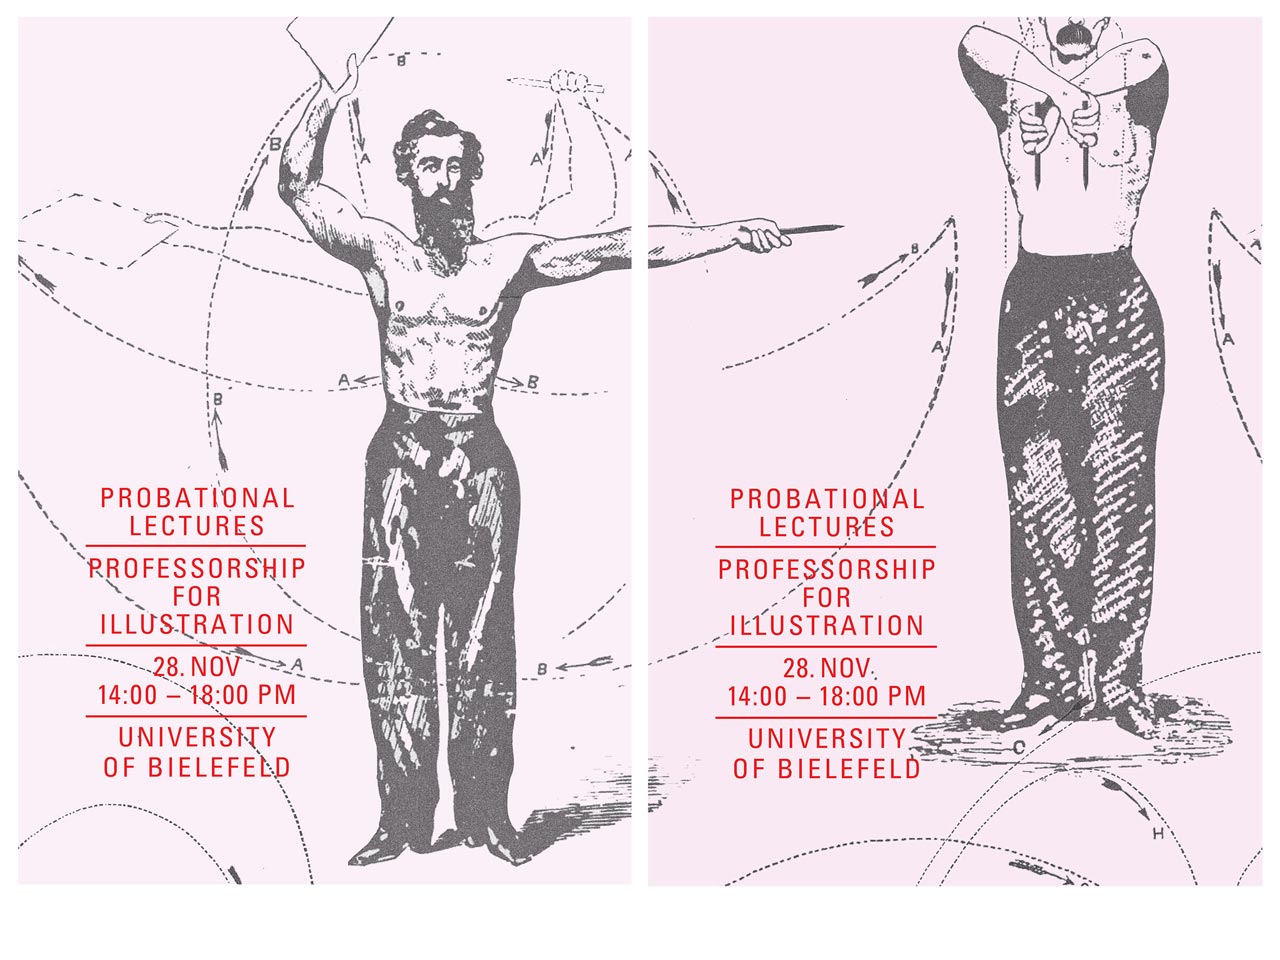 B
B
A
A
A
B
A
B
PROBATIONAL
LECTURES
PROFESSORSHIP
FOR
ILLUSTRATION
28. NOV
14:00 – 18:00 PM
UNIVERSITY
OF BIELEFELD
A
B
B
A
A
A
PROBATIONAL
LECTURES
PROFESSORSHIP
FOR
ILLUSTRATION
28. NOV.
14:00 – 18:00 PM
UNIVERSITY
OF BIELEFELD
C
H